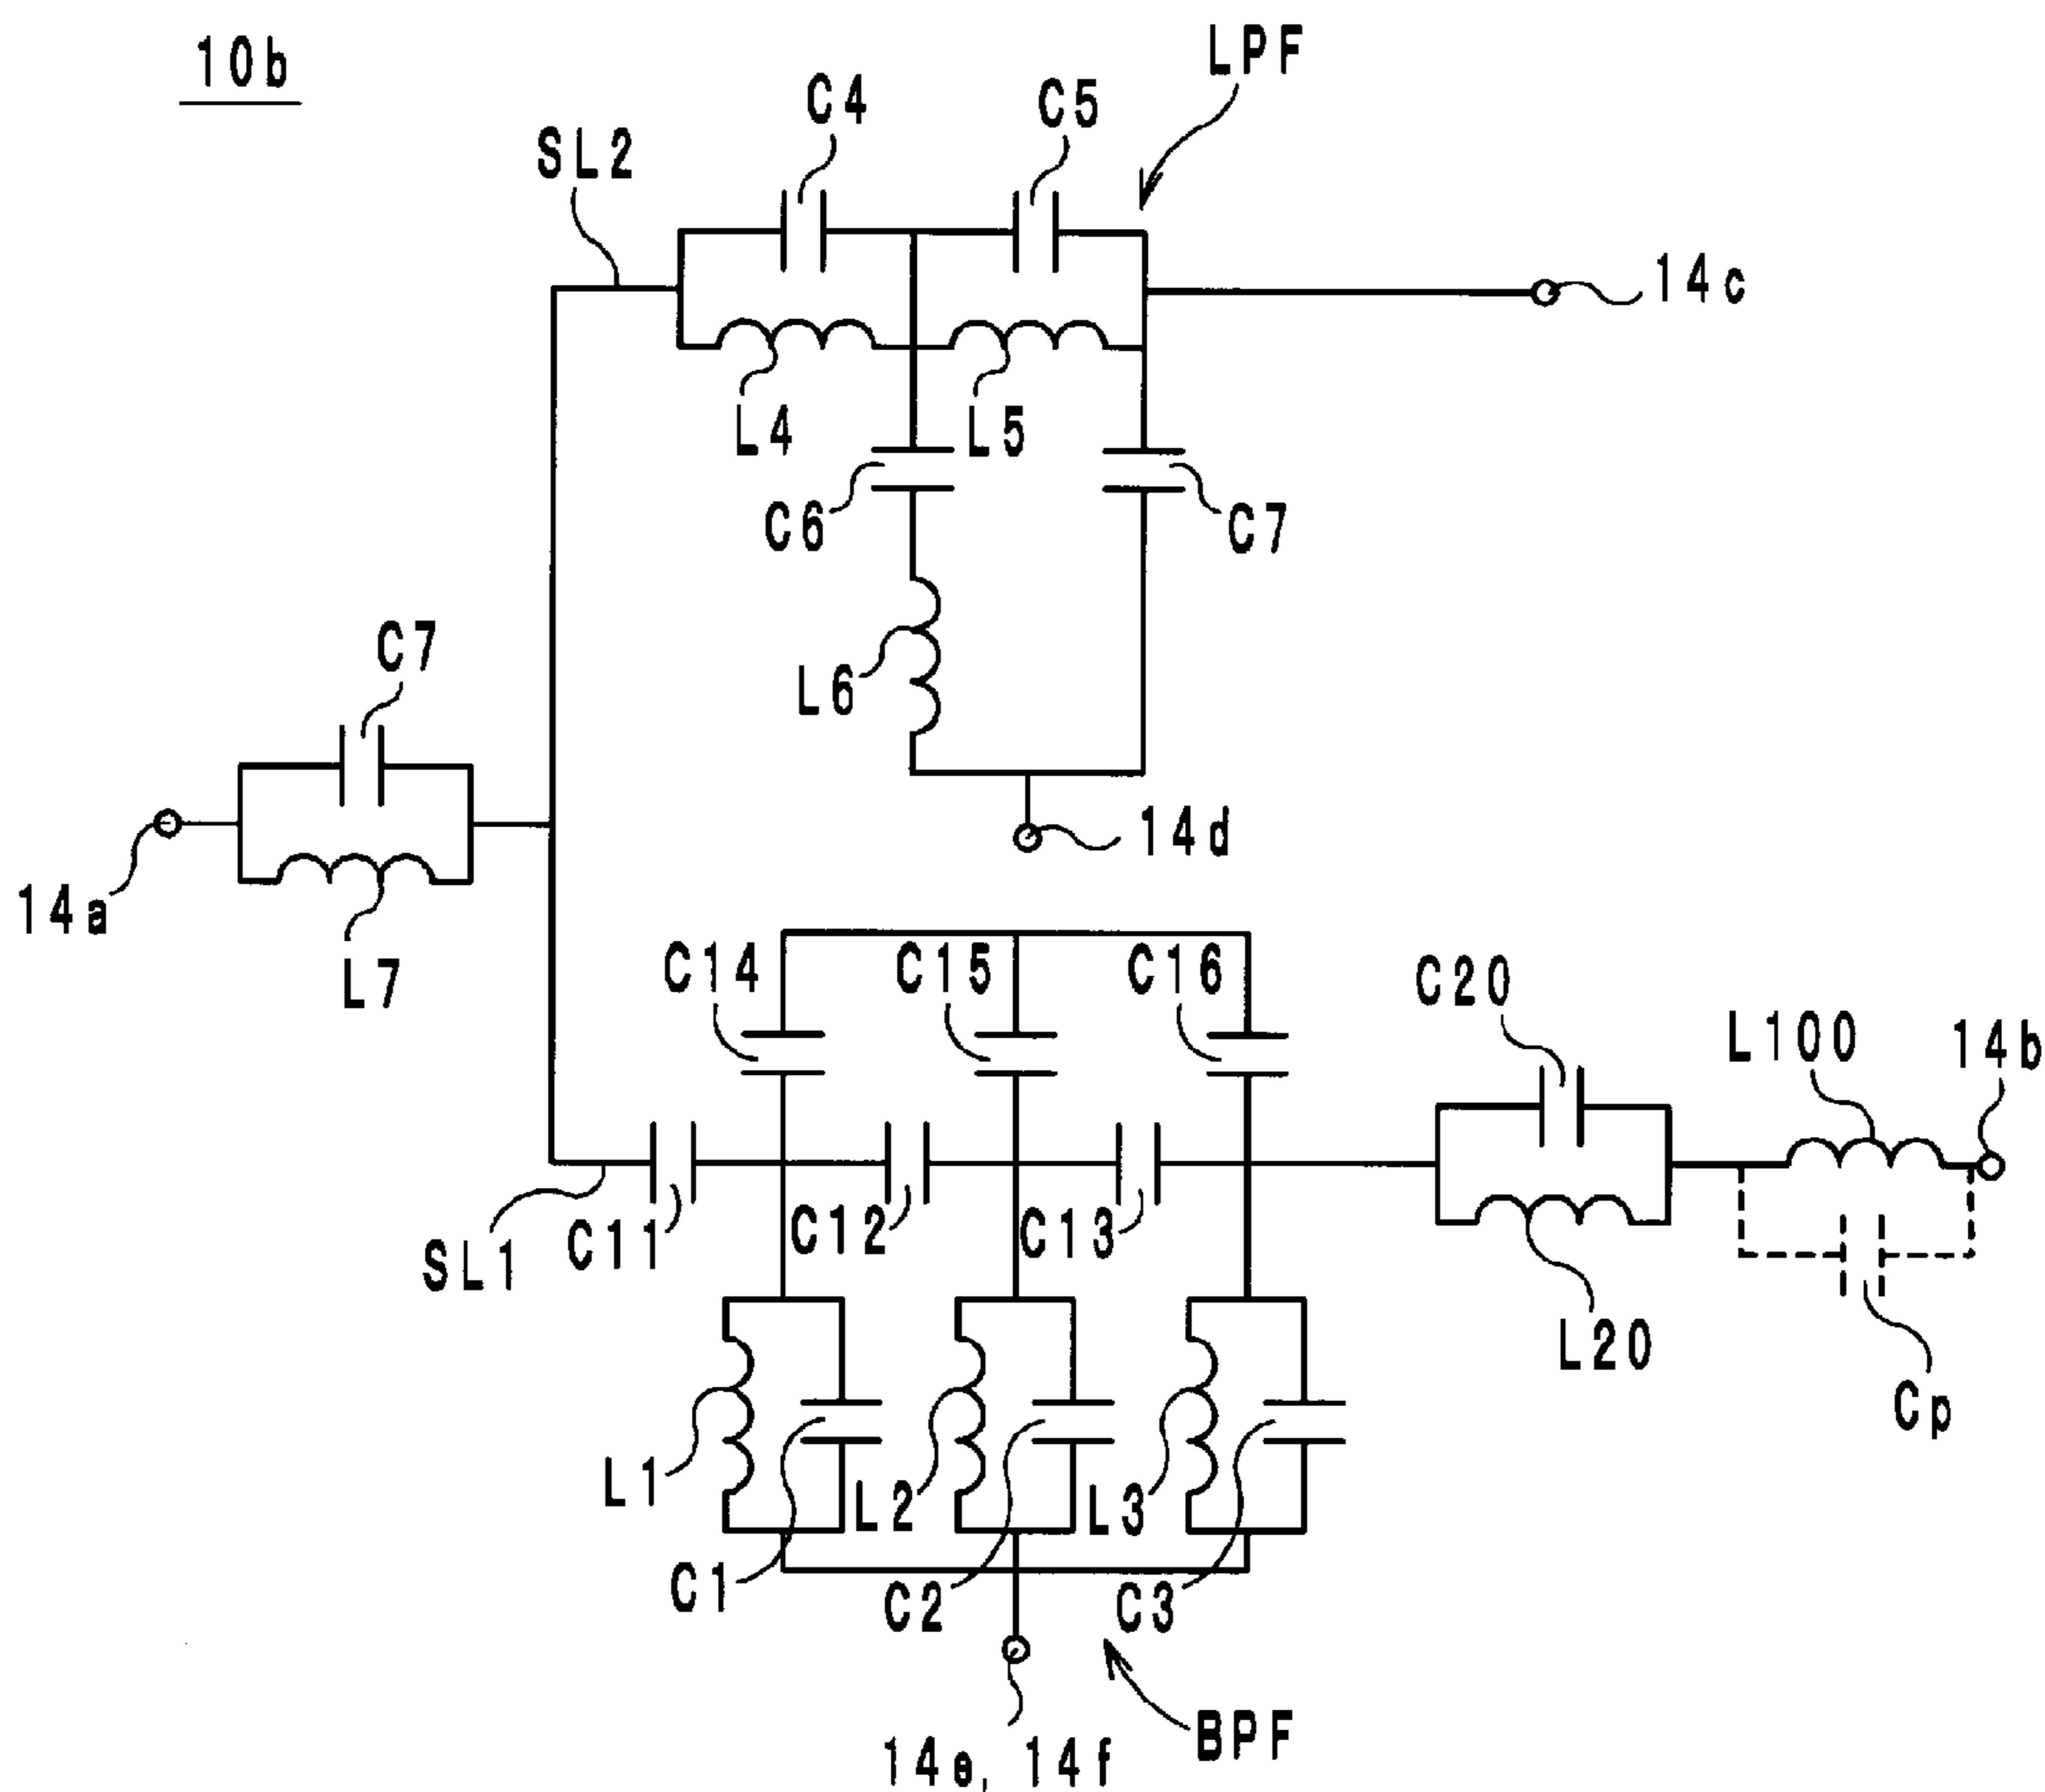 10b
LPF
C4
C5
SL2
14c
L4
L5
C6
C7
C7
L6
14d
14a
L7
C14
C15
C16
C20
L100
14b
SL1
C11
C12
C13
L20
Cp
L1
L2
L3
C1
C2
C3
BPF
14e, 14f